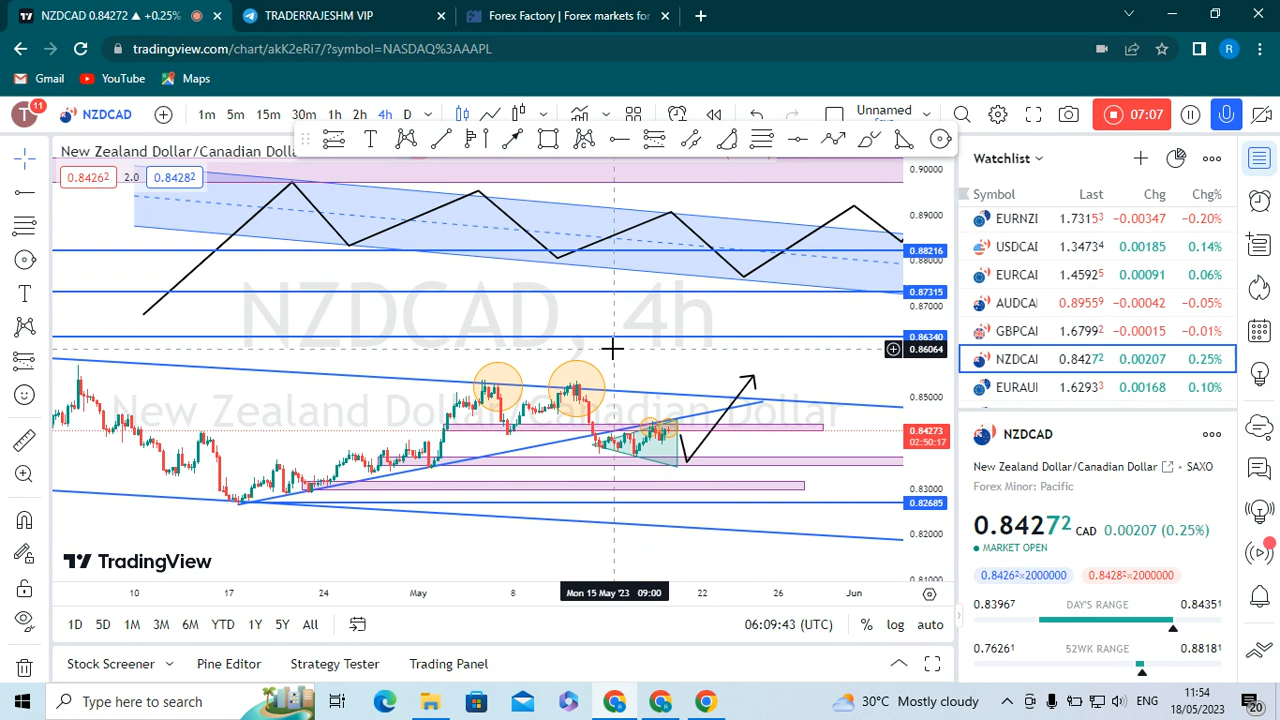 NZDCAD 0.84272 ▲ +0.25%
TRADERRAJESHM VIP
Forex Factory | Forex markets for
tradingview.com/chart/akK2eRi7/?symbol=NASDAQ%3AAAPL
R
Gmail
YouTube
Maps
T
11
NZDCAD
1m 5m 15m 30m 1h 2h 4h D
Unnamed
07:07
New Zealand Dollar/Canadian Dolla
0.84262
2.0
0.84282
NZDCAD, 4h
New Zealand Dollar/Canadian Dollar
0.90000
0.89000
0.88216
0.88000
0.87315
0.87000
0.86340
0.86064
0.85000
0.84273
02:50:17
0.83000
0.82685
0.82000
0.81000
TradingView
10 17 24 May 8 Mon 15 May '23 09:00 22 26 Jun
1D 5D 1M 3M 6M YTD 1Y 5Y All
06:09:43 (UTC)
% log auto
Stock Screener
Pine Editor
Strategy Tester
Trading Panel
Watchlist
Symbol Last Chg Chg%
EURNZI 1.73153 −0.00347 −0.20%
USDCAI 1.34734 0.00185 0.14%
EURCAI 1.45925 0.00091 0.06%
AUDCAI 0.89559 −0.00042 −0.05%
GBPCAI 1.67992 −0.00015 −0.01%
NZDCAI 0.84272 0.00207 0.25%
EURAUI 1.62933 0.00168 0.10%
NZDCAD
New Zealand Dollar/Canadian Dollar • SAXO
Forex Minor: Pacific
0.84272 CAD 0.00207 (0.25%)
MARKET OPEN
0.84262×2000000
0.84282×2000000
0.83967 DAY'S RANGE 0.84351
0.76261 52WK RANGE 0.88181
Type here to search
30°C Mostly cloudy
ENG
11:54
18/05/2023
20